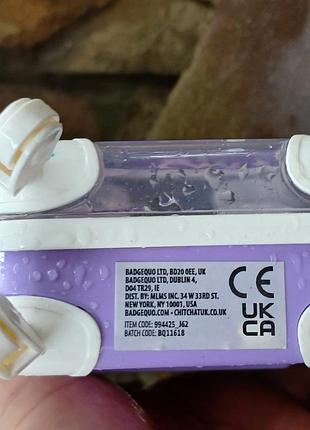 BADGEQUO LTD, BD20 0EE, UK
BADGEQUO LTD, DUBLIN 4,
D04 TR29, IE
DIST: BY: MLMS INC. 34 W 33RD ST.
NEW YORK, NY 10001, USA
BADGEQUO.COM - CHITCHATUK.CO.UK
ITEM CODE: 994425_J62
BATCH CODE: BQ11618
CE
UK
CA